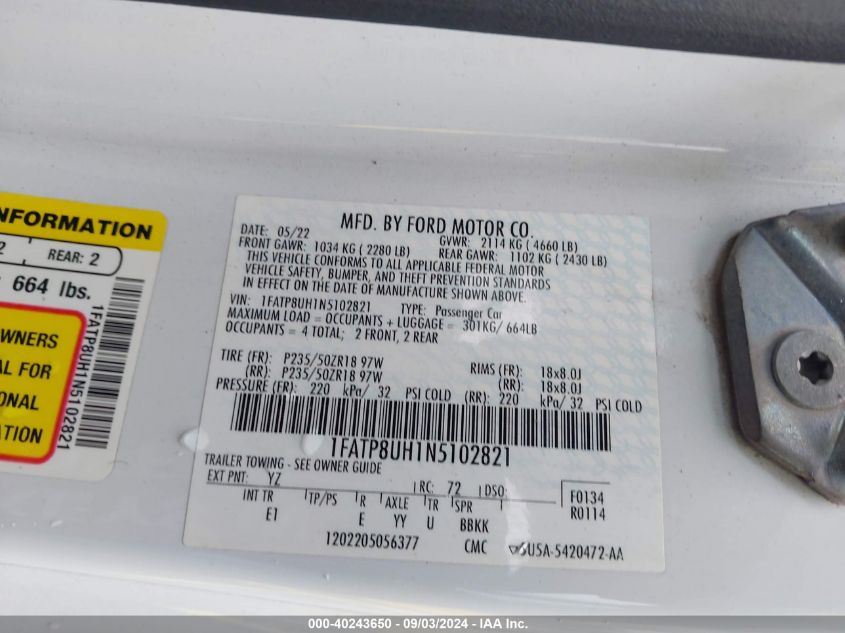 NFORMATION
2
REAR: 2
664 lbs.
OWNERS
AL FOR
ONAL
1FATP8UH1N5102821
MFD. BY FORD MOTOR CO.
DATE: 05/22 GVWR: 2114 KG ( 4660 LB)
FRONT GAWR: 1034 KG ( 2280 LB) REAR GAWR: 1102 KG ( 2430 LB)
THIS VEHICLE CONFORMS TO ALL APPLICABLE FEDERAL MOTOR
VEHICLE SAFETY, BUMPER, AND THEFT PREVENTION STANDARDS
IN EFFECT ON THE DATE OF MANUFACTURE SHOWN ABOVE.
VIN: 1FATP8UH1N5102821 TYPE: Passenger Car
MAXIMUM LOAD = OCCUPANTS + LUGGAGE = 301KG/ 664LB
OCCUPANTS = 4 TOTAL; 2 FRONT, 2 REAR
TIRE (FR): P235/50ZR18 97W RIMS (FR): 18x8.0J
(RR): P235/50ZR18 97W (RR): 18x8.0J
PRESSURE (FR): 220 kPa/ 32 PSI COLD (RR): 220 kPa/ 32 PSI COLD
1FATP8UH1N5102821
TRAILER TOWING - SEE OWNER GUIDE
EXT PNT: YZ RC: 72 DSO: F0134
INT TR TP/PS R AXLE TR SPR R0114
E1 E YY U BBKK
1202205056377 CMC U5A-5420472-AA
000-40243650 - 09/03/2024 - IAA Inc.